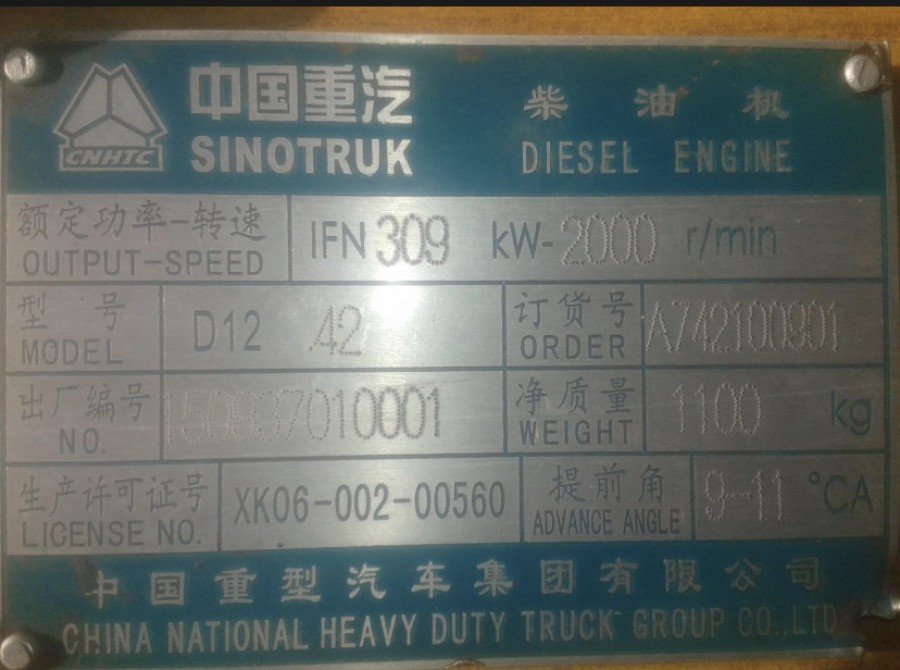 中国重汽 柴油机
CNHTC SINOTRUK DIESEL ENGINE
额定功率-转速
OUTPUT-SPEED IFN 309 kW-2000 r/min
型号 订货号
MODEL D12 .42 ORDER A742100901
出厂编号 净质量
NO. WEIGHT 1100 kg
生产许可证号 提前角
LICENSE NO. XK06-002-00560 ADVANCE ANGLE 9-11 °CA
中国重型汽车集团有限公司
CHINA NATIONAL HEAVY DUTY TRUCK GROUP CO.,LTD